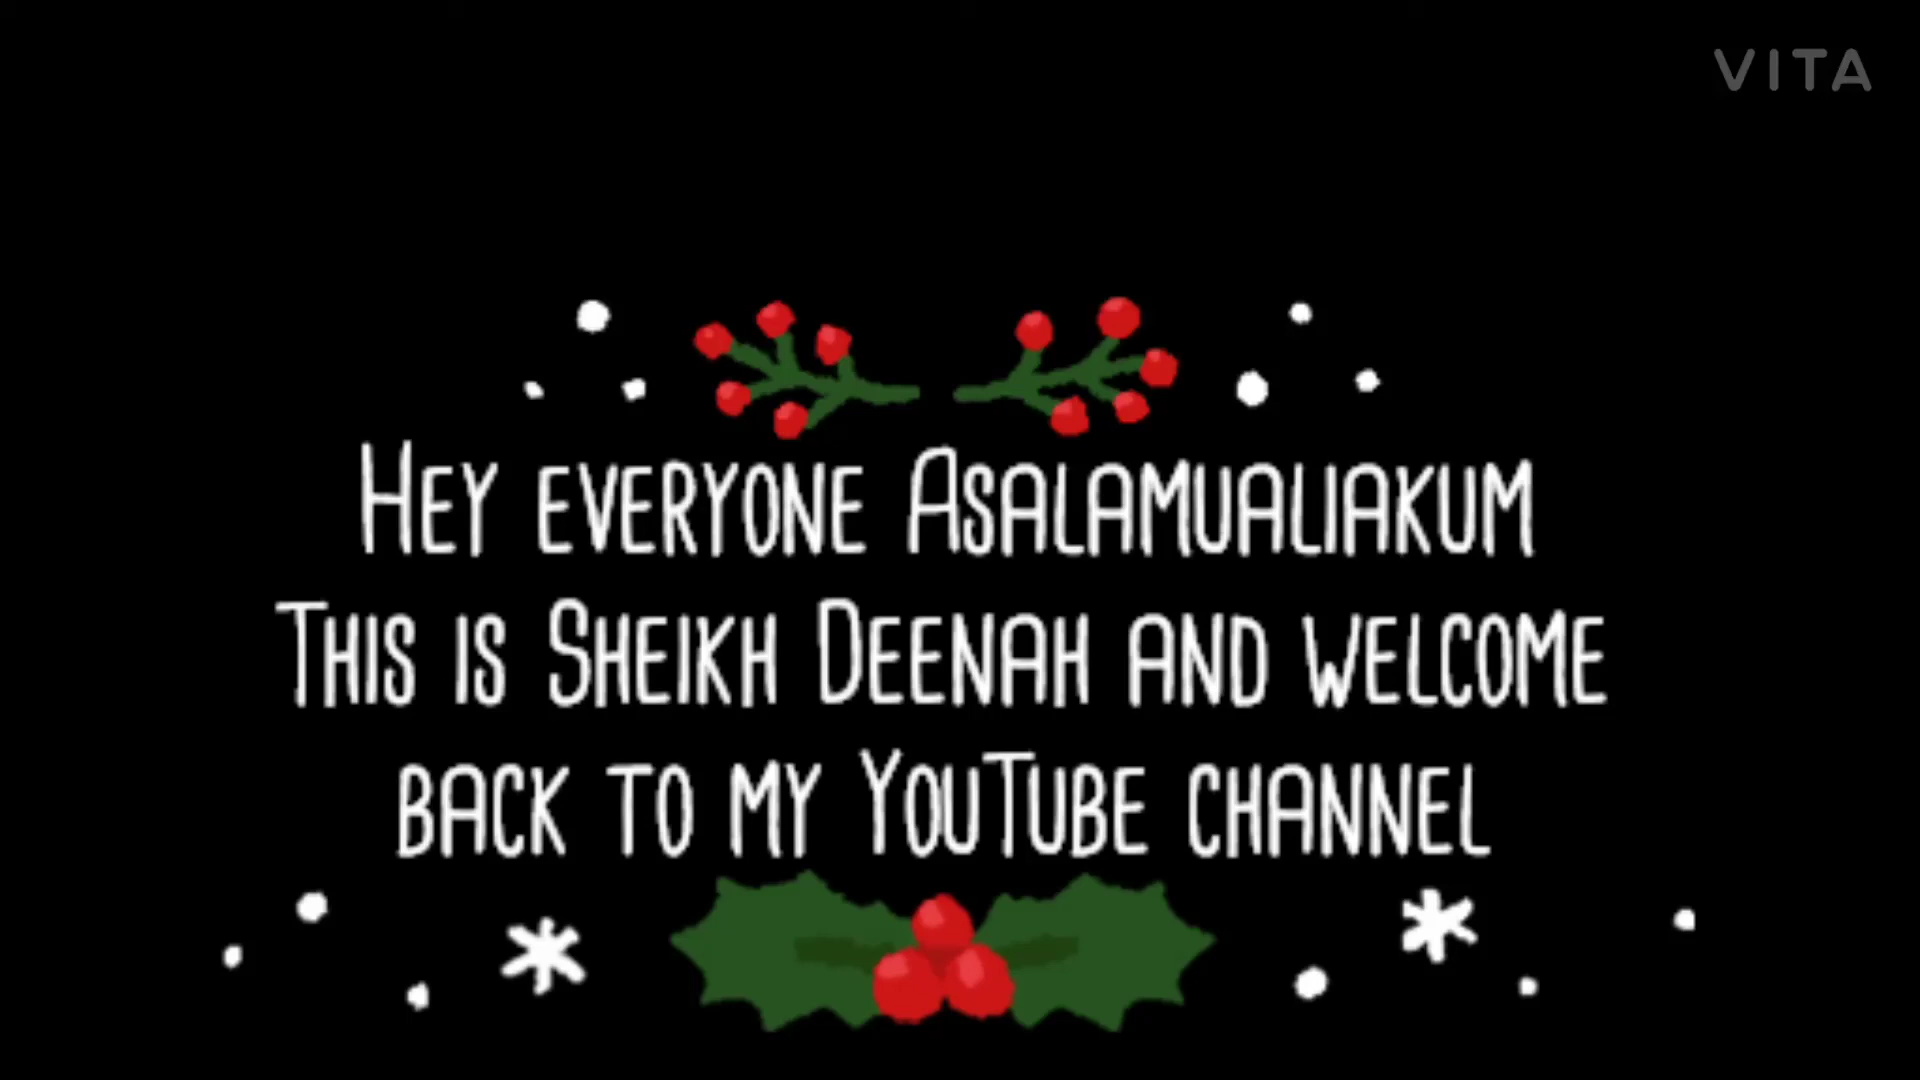 VITA
Hey everyone Asalamualiakum
This is Sheikh Deenah and welcome
back to my YouTube channel